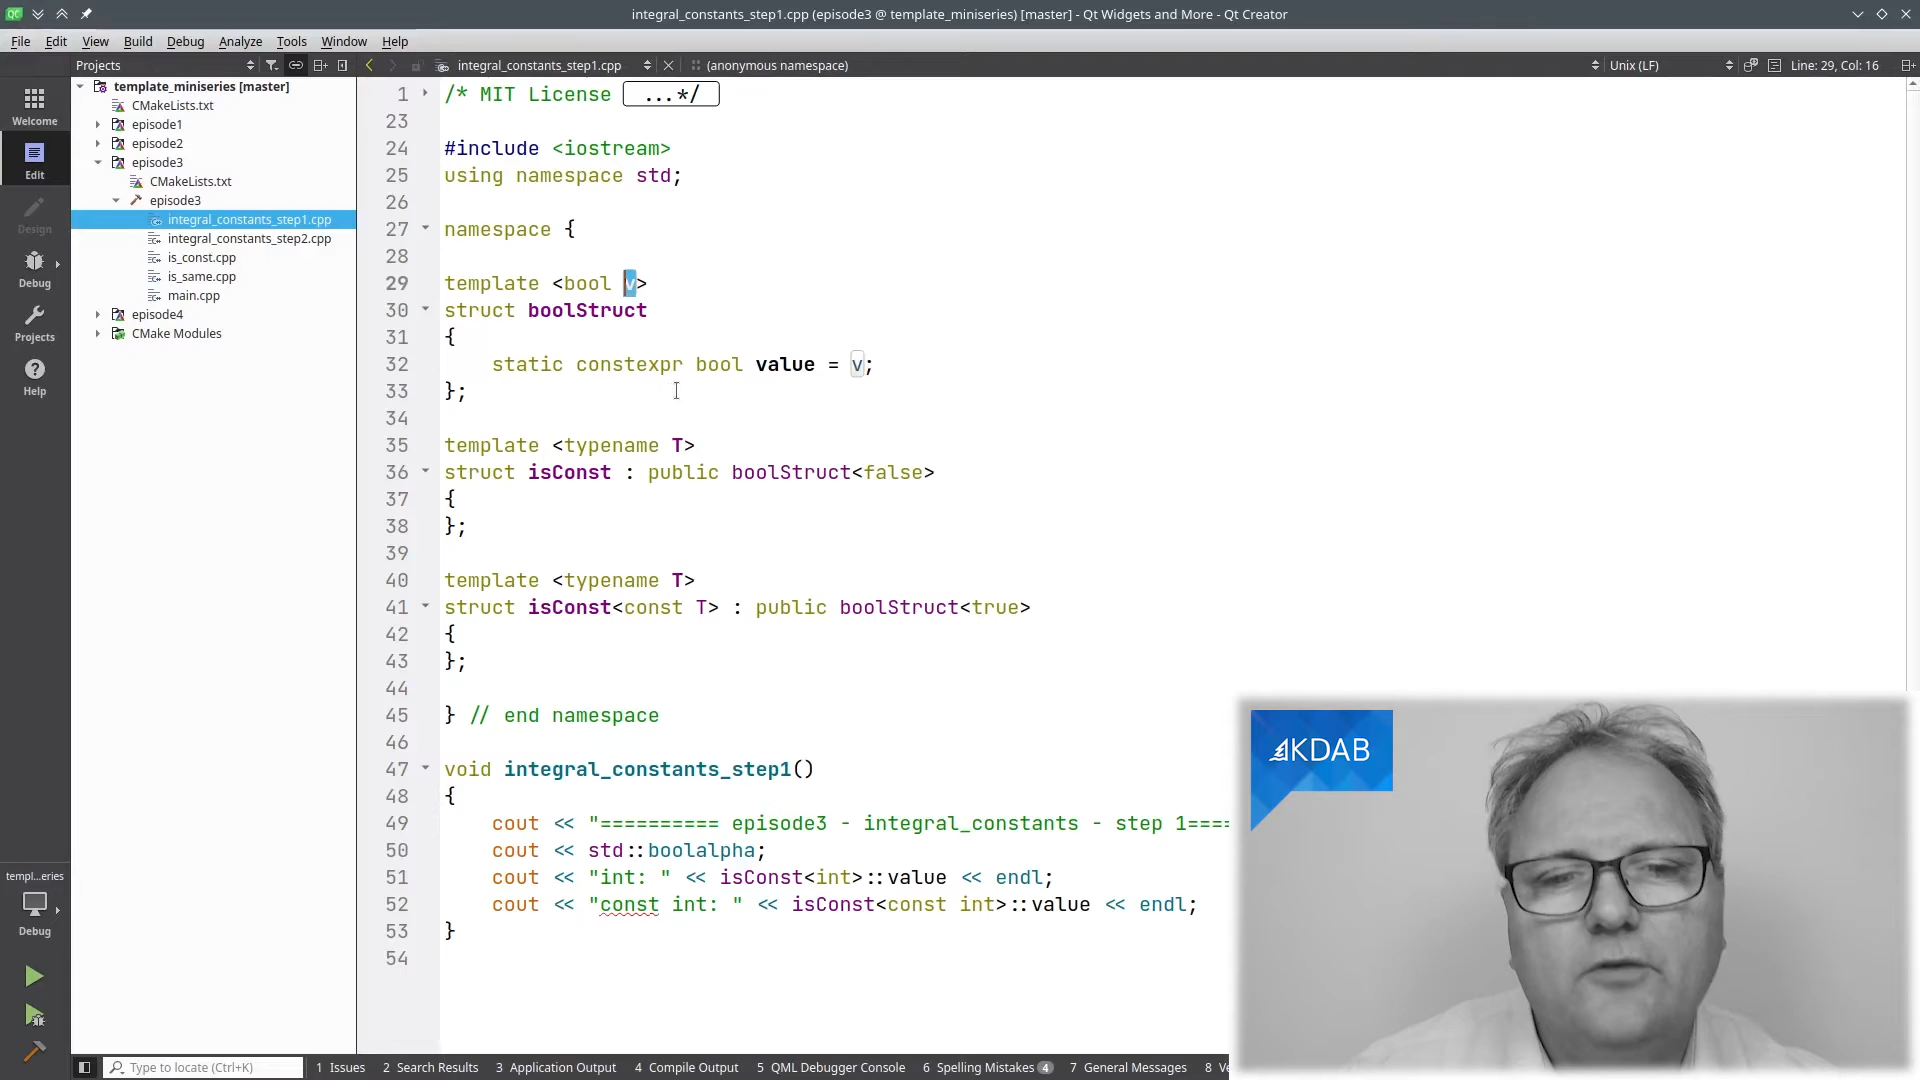 integral_constants_step1.cpp (episode3 @ template_miniseries) [master] - Qt Widgets and More - Qt Creator
File Edit View Build Debug Analyze Tools Window Help
Projects integral_constants_step1.cpp (anonymous namespace) Unix (LF) Line: 29, Col: 16
Welcome
Edit
Design
Debug
Projects
Help
templ...eries
Debug
template_miniseries [master]
CMakeLists.txt
episode1
episode2
episode3
CMakeLists.txt
episode3
integral_constants_step1.cpp
integral_constants_step2.cpp
is_const.cpp
is_same.cpp
main.cpp
episode4
CMake Modules
1 /* MIT License ...*/
23
24 #include <iostream>
25 using namespace std;
26
27 namespace {
28
29 template <bool v>
30 struct boolStruct
31 {
32     static constexpr bool value = v;
33 };
34
35 template <typename T>
36 struct isConst : public boolStruct<false>
37 {
38 };
39
40 template <typename T>
41 struct isConst<const T> : public boolStruct<true>
42 {
43 };
44
45 } // end namespace
46
47 void integral_constants_step1()
48 {
49     cout << "========== episode3 - integral_constants - step 1====
50     cout << std::boolalpha;
51     cout << "int: " << isConst<int>::value << endl;
52     cout << "const int: " << isConst<const int>::value << endl;
53 }
54
KDAB
Type to locate (Ctrl+K) 1 Issues 2 Search Results 3 Application Output 4 Compile Output 5 QML Debugger Console 6 Spelling Mistakes 4 7 General Messages 8